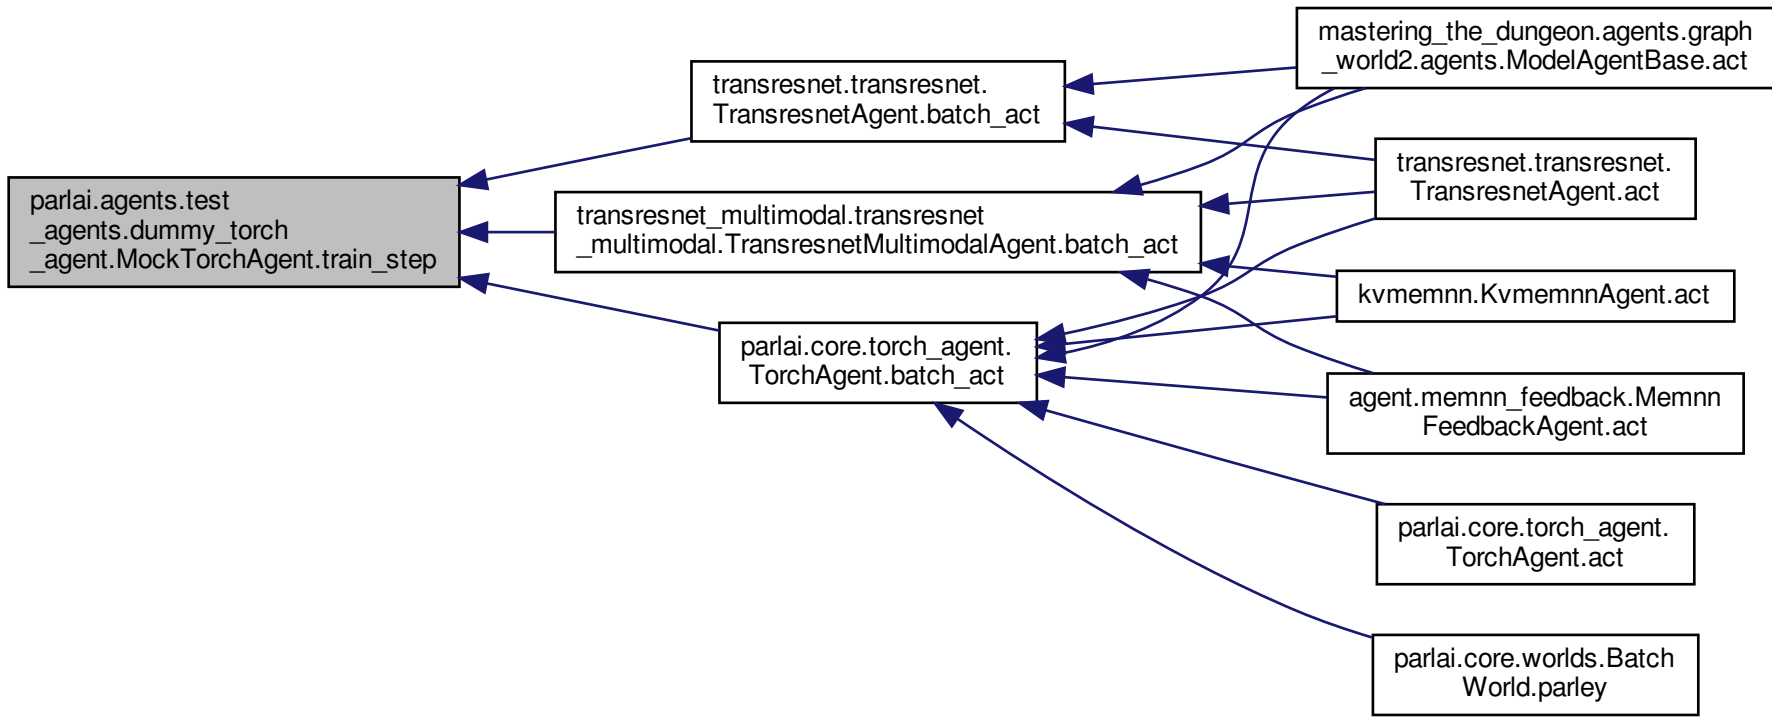 parlai.agents.test
_agents.dummy_torch
_agent.MockTorchAgent.train_step
transresnet.transresnet.
TransresnetAgent.batch_act
transresnet_multimodal.transresnet
_multimodal.TransresnetMultimodalAgent.batch_act
parlai.core.torch_agent.
TorchAgent.batch_act
mastering_the_dungeon.agents.graph
_world2.agents.ModelAgentBase.act
transresnet.transresnet.
TransresnetAgent.act
kvmemnn.KvmemnnAgent.act
agent.memnn_feedback.Memnn
FeedbackAgent.act
parlai.core.torch_agent.
TorchAgent.act
parlai.core.worlds.Batch
World.parley